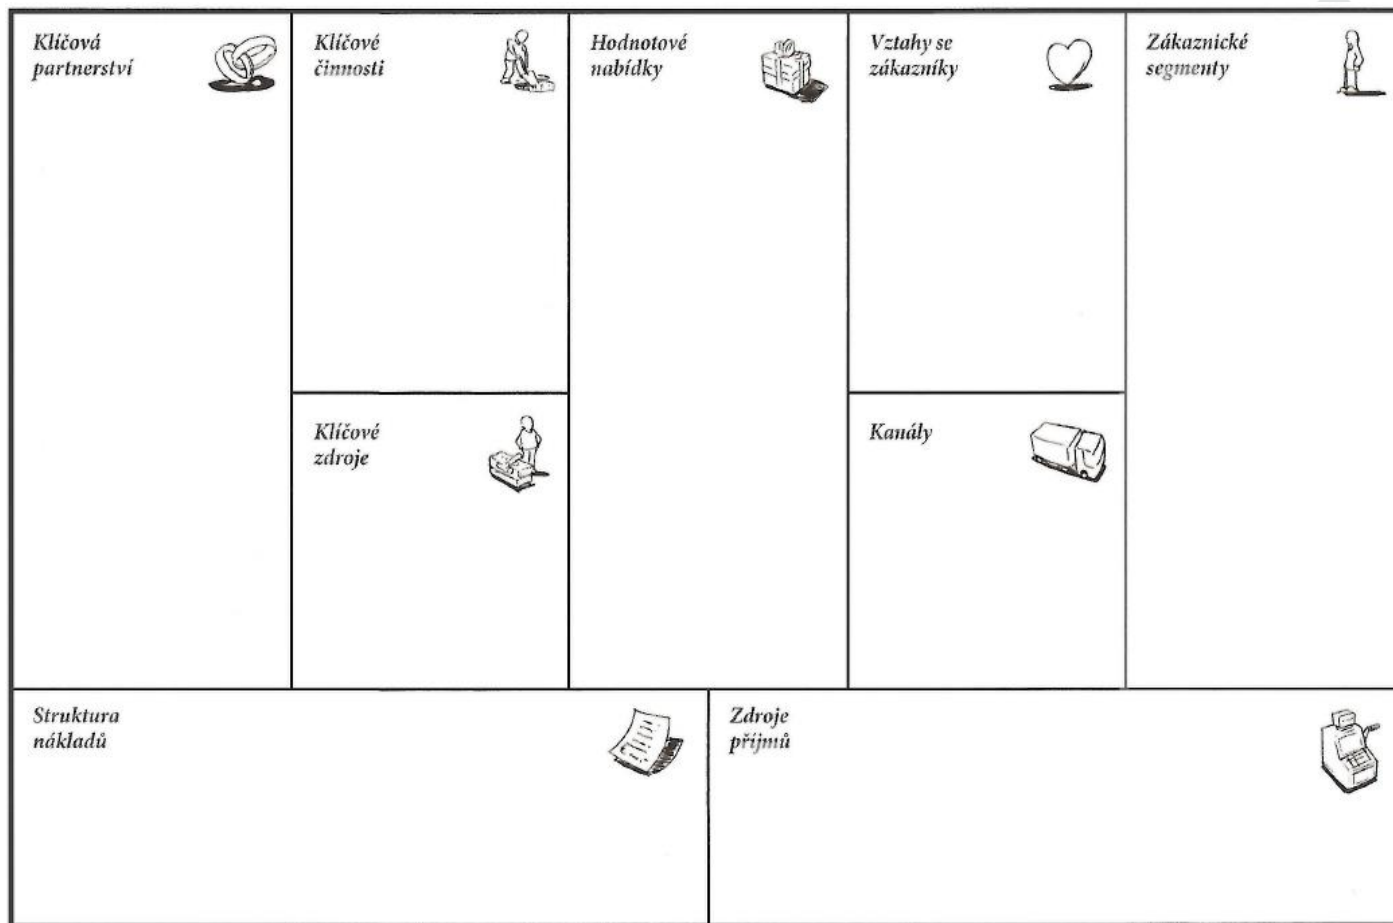 Klíčová
partnerství
Klíčové
činnosti
Klíčové
zdroje
Hodnotové
nabídky
Vztahy se
zákazníky
Kanály
Zákaznické
segmenty
Struktura
nákladů
Zdroje
příjmů